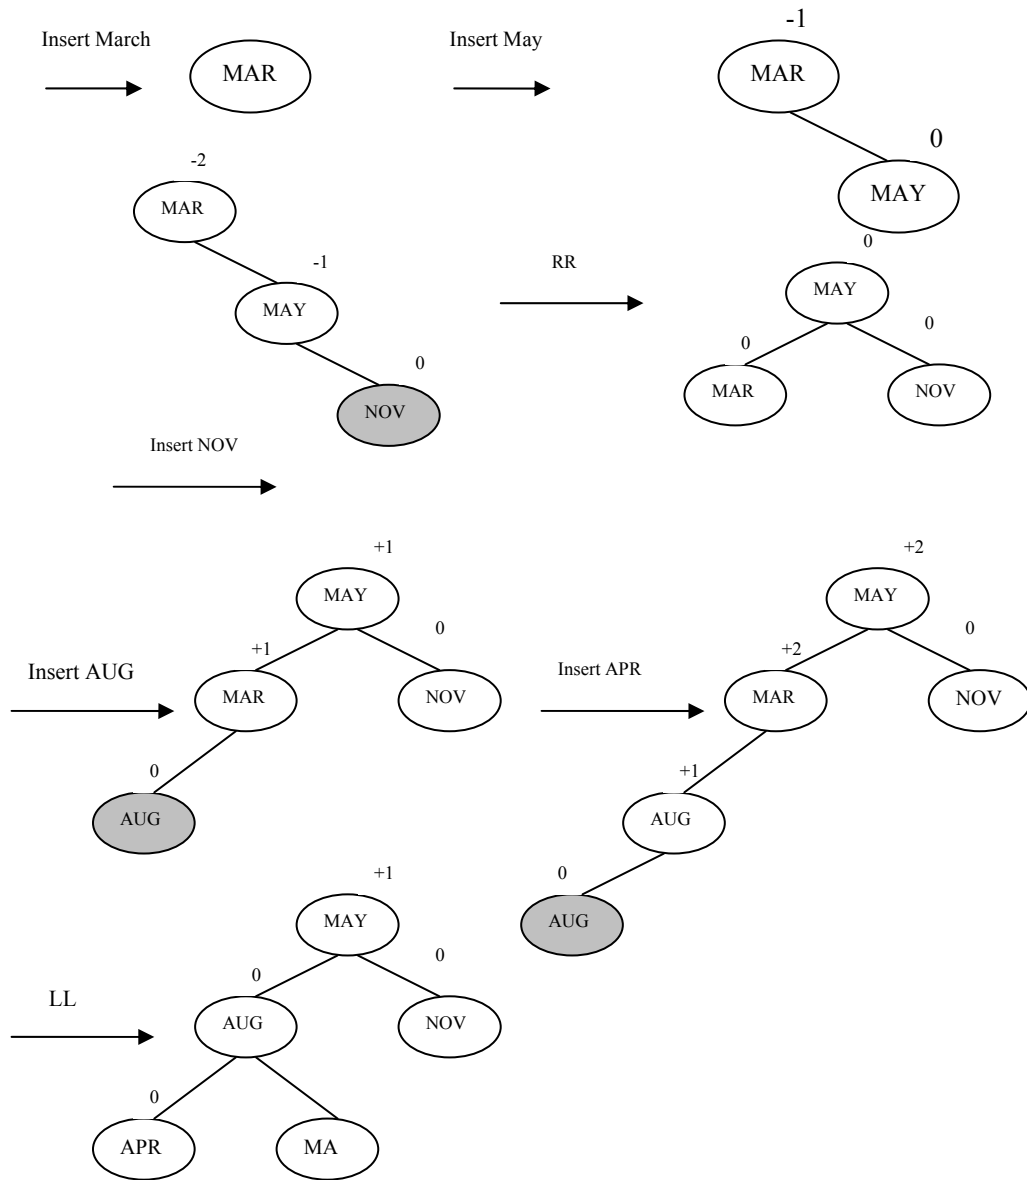 Insert March
MAR
Insert May
-1
MAR
0
MAY
-2
MAR
-1
MAY
0
NOV
Insert NOV
RR
0
MAY
0
MAR
0
NOV
Insert AUG
+1
MAY
+1
MAR
0
NOV
0
AUG
Insert APR
+2
MAY
+2
MAR
0
NOV
+1
AUG
0
AUG
LL
+1
MAY
0
AUG
0
NOV
0
APR
MA